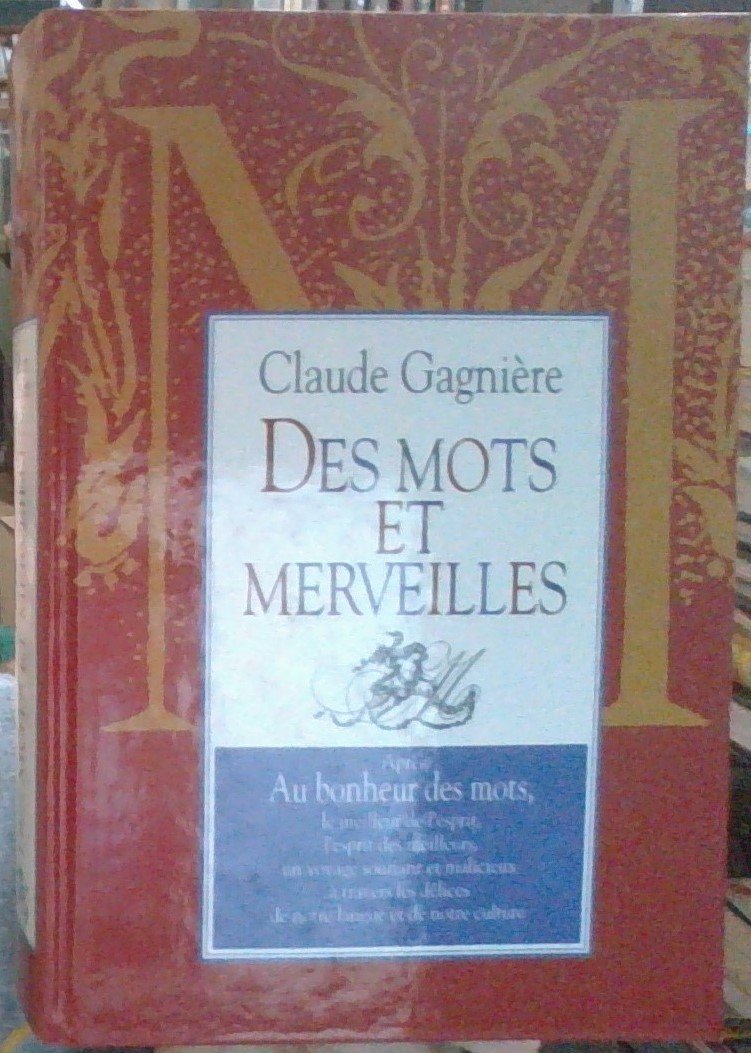 Claude Gagnière
DES MOTS
ET
MERVEILLES
Après
Au bonheur des mots,
le meilleur de l'esprit,
l'esprit des meilleurs,
un voyage souriant et malicieux
à travers les délices
de notre langue et de notre culture